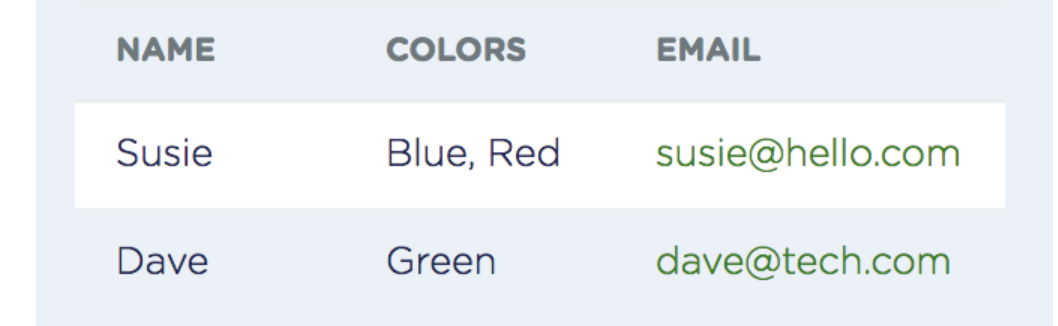 NAME COLORS EMAIL
Susie Blue, Red susie@hello.com
Dave Green dave@tech.com